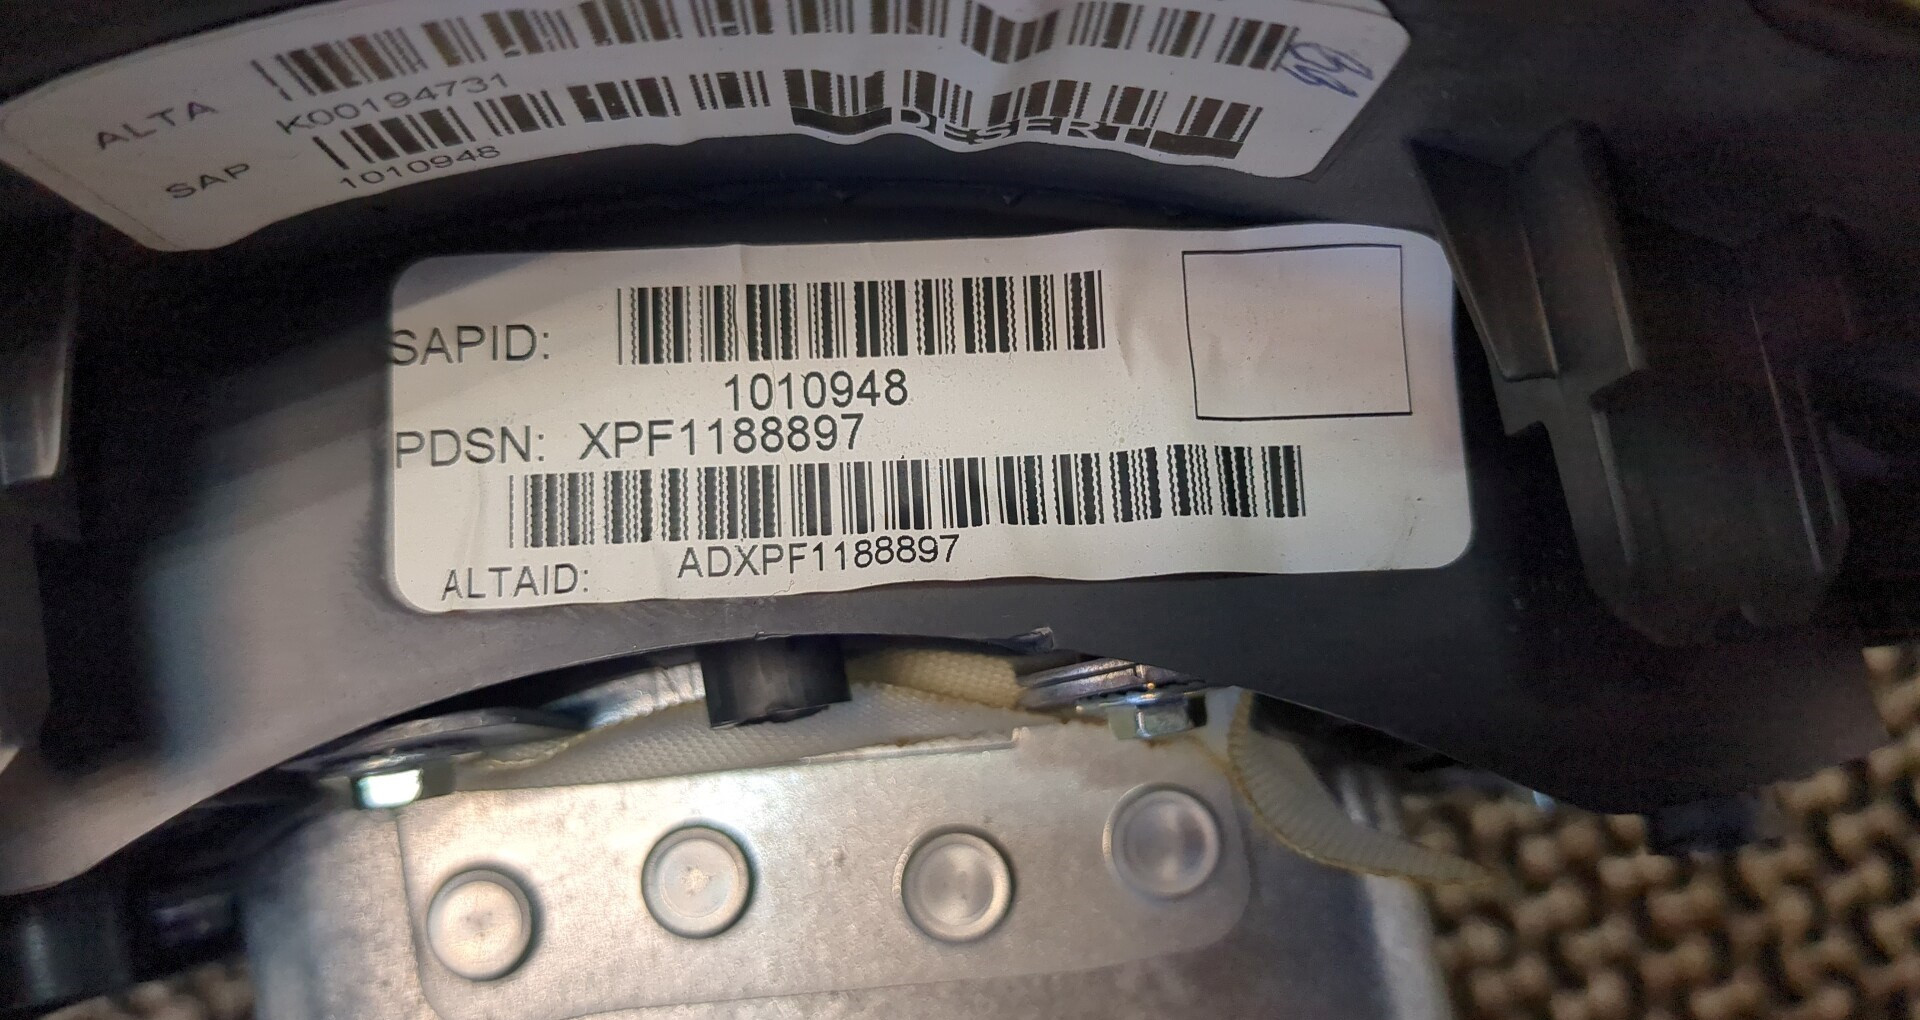 ALTA
K00194731
SAP
1010948
DESERT
SAPID:
1010948
PDSN: XPF1188897
ALTAID: ADXPF1188897